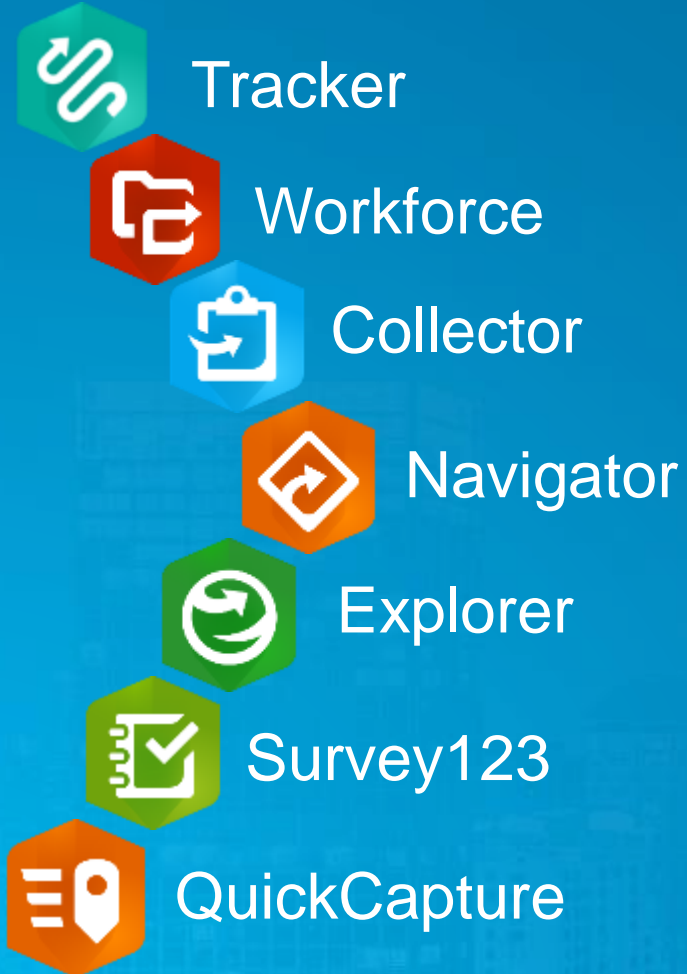 Tracker
Workforce
Collector
Navigator
Explorer
Survey123
QuickCapture